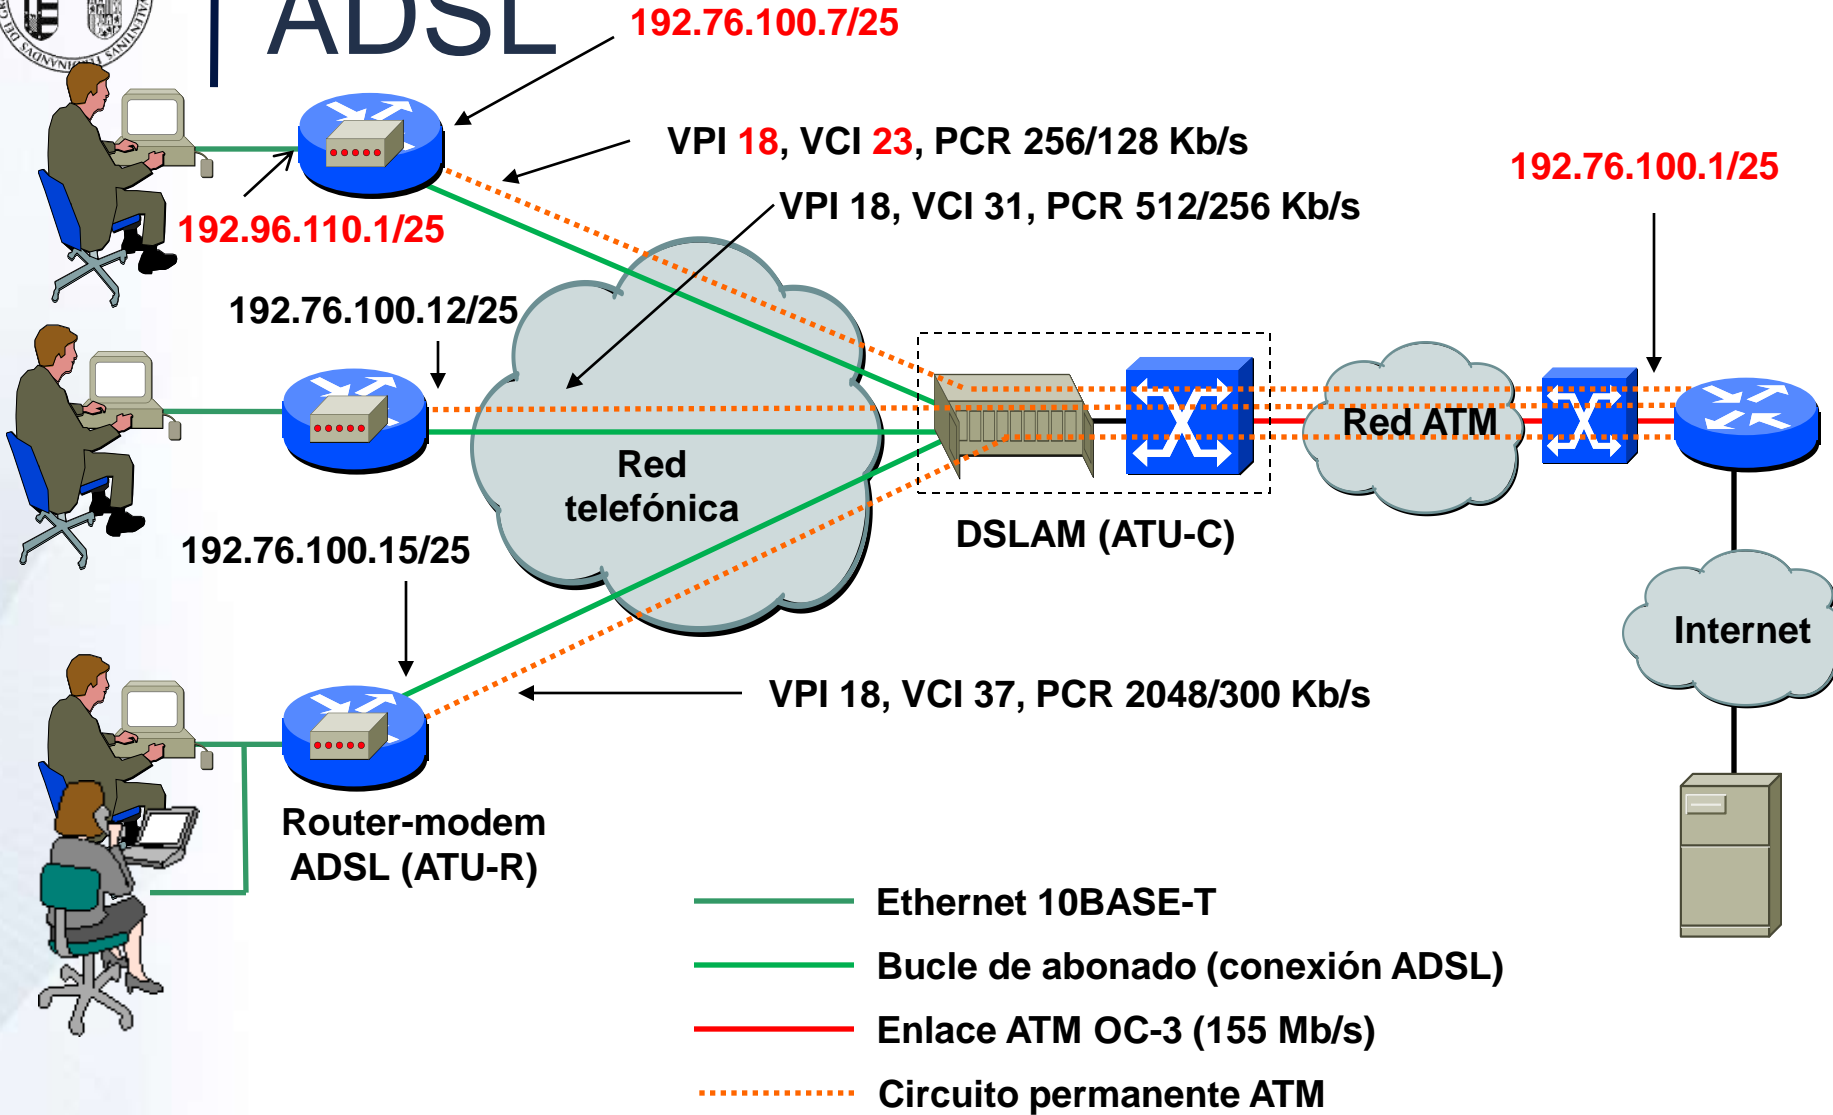 ADSL
192.76.100.7/25
VPI 18, VCI 23, PCR 256/128 Kb/s
192.76.100.1/25
VPI 18, VCI 31, PCR 512/256 Kb/s
192.96.110.1/25
192.76.100.12/25
Red ATM
Red
telefónica
DSLAM (ATU-C)
192.76.100.15/25
Internet
VPI 18, VCI 37, PCR 2048/300 Kb/s
Router-modem
ADSL (ATU-R)
Ethernet 10BASE-T
Bucle de abonado (conexión ADSL)
Enlace ATM OC-3 (155 Mb/s)
Circuito permanente ATM